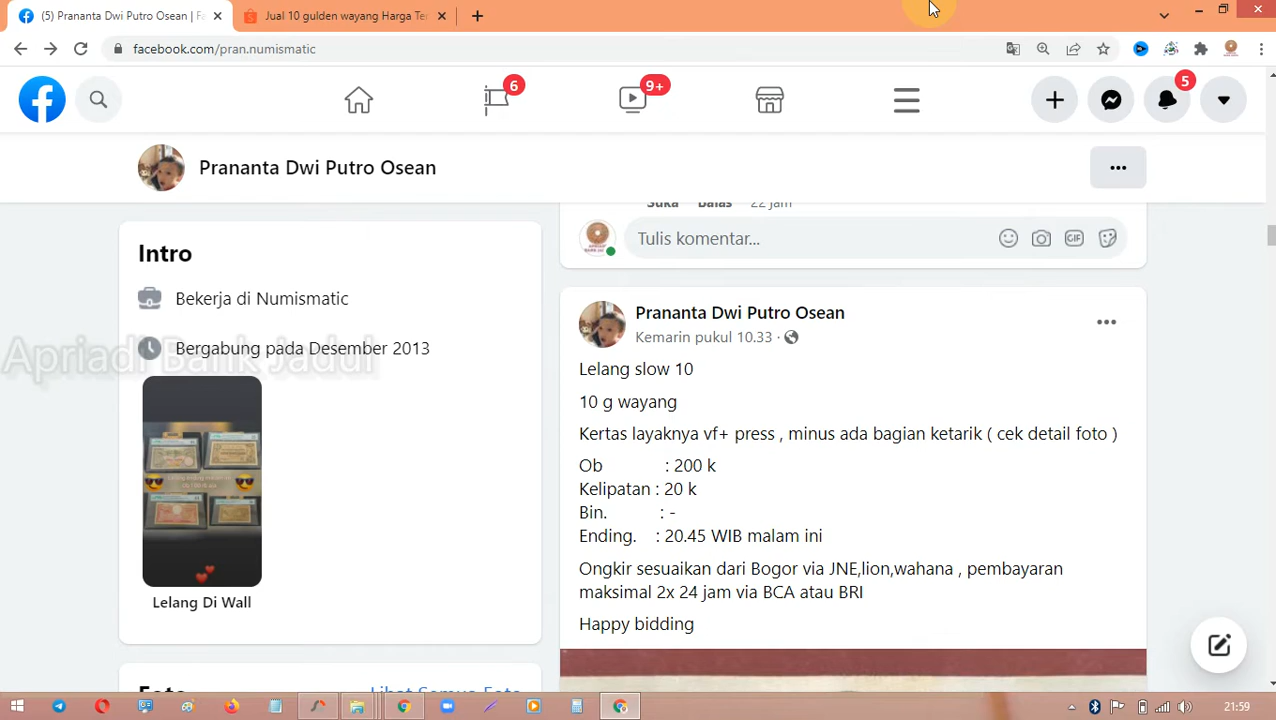 (5) Prananta Dwi Putro Osean | Fa
Jual 10 gulden wayang Harga Ter
facebook.com/pran.numismatic
6
9+
5
Prananta Dwi Putro Osean
Suka Balas 22 jam
Tulis komentar...
GIF
Intro
Bekerja di Numismatic
Bergabung pada Desember 2013
Apriadi Bank Jadul
Lelang Di Wall
Foto
Lihat Semua Foto
Prananta Dwi Putro Osean
Kemarin pukul 10.33 ·
Lelang slow 10
10 g wayang
Kertas layaknya vf+ press , minus ada bagian ketarik ( cek detail foto )
Ob : 200 k
Kelipatan : 20 k
Bin. : -
Ending. : 20.45 WIB malam ini
Ongkir sesuaikan dari Bogor via JNE,lion,wahana , pembayaran
maksimal 2x 24 jam via BCA atau BRI
Happy bidding
21:59